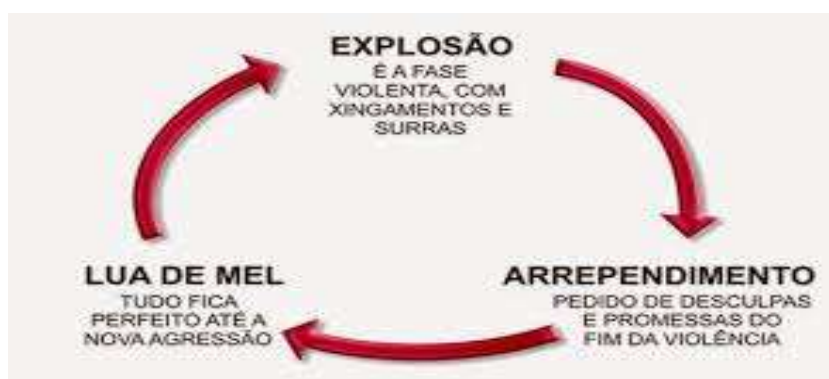 EXPLOSÃO
É A FASE
VIOLENTA, COM
XINGAMENTOS E
SURRAS
ARREPENDIMENTO
PEDIDO DE DESCULPAS
E PROMESSAS DO
FIM DA VIOLÊNCIA
LUA DE MEL
TUDO FICA
PERFEITO ATÉ A
NOVA AGRESSÃO